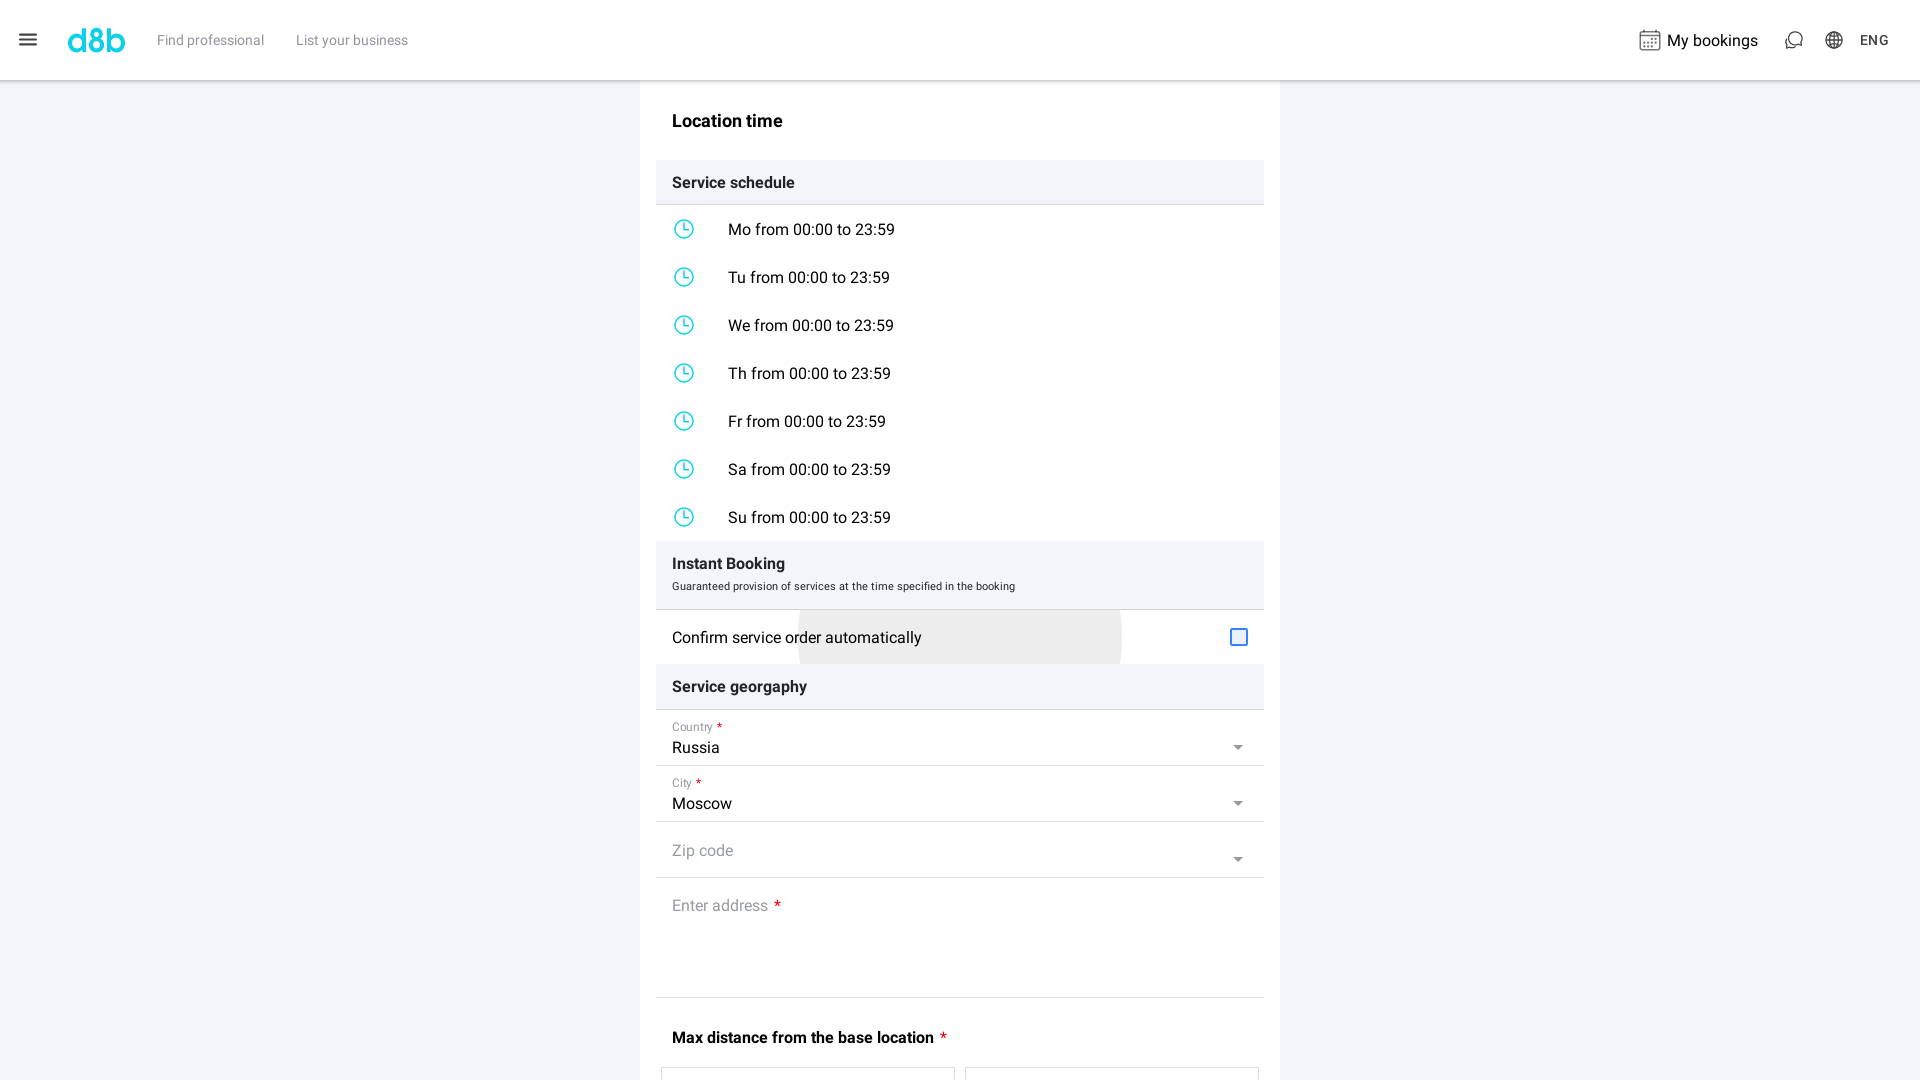 d8b
Find professional
List your business
My bookings
ENG
Location time
Service schedule
Mo from 00:00 to 23:59
Tu from 00:00 to 23:59
We from 00:00 to 23:59
Th from 00:00 to 23:59
Fr from 00:00 to 23:59
Sa from 00:00 to 23:59
Su from 00:00 to 23:59
Instant Booking
Guaranteed provision of services at the time specified in the booking
Confirm service order automatically
Service georgaphy
Country *
Russia
City *
Moscow
Zip code
Enter address *
Max distance from the base location *